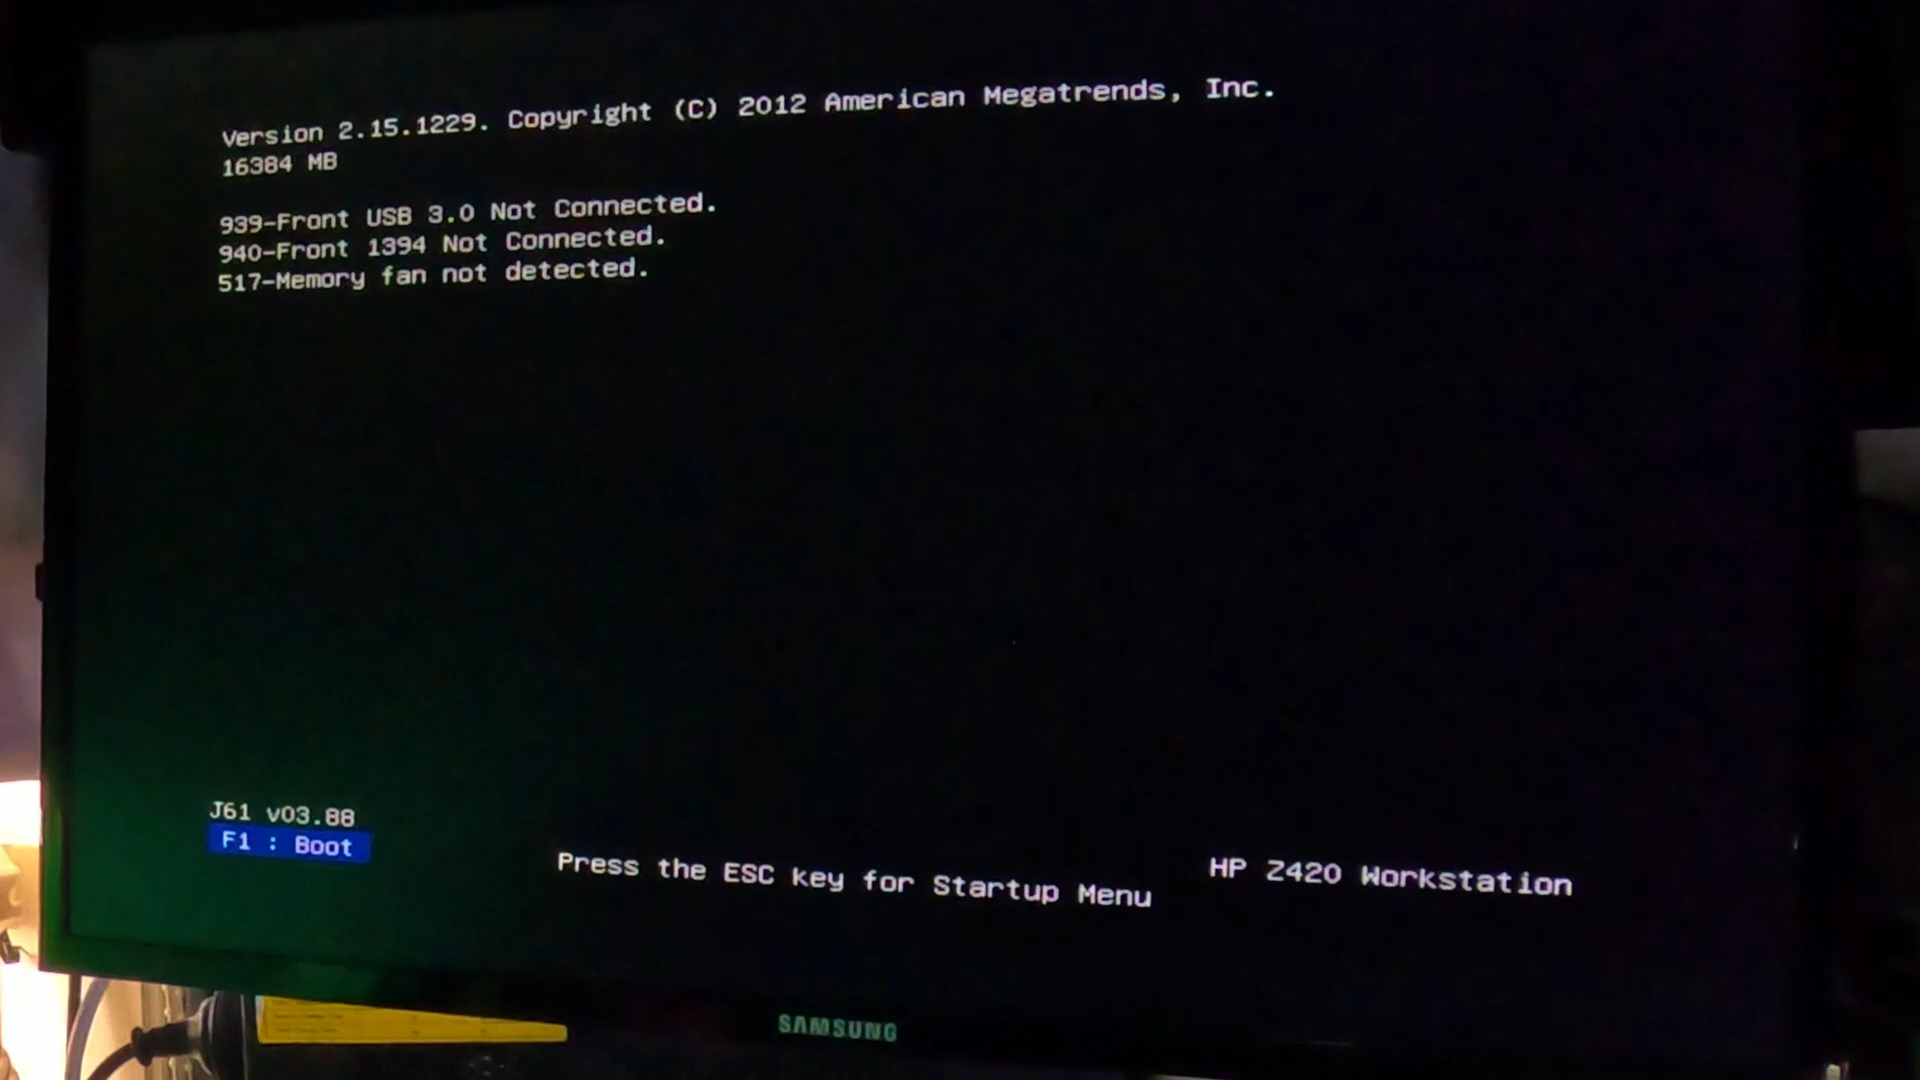 Version 2.15.1229. Copyright (C) 2012 American Megatrends, Inc.
16384 MB
939-Front USB 3.0 Not Connected.
940-Front 1394 Not Connected.
517-Memory fan not detected.
J61 v03.88
F1 : Boot
Press the ESC key for Startup Menu
HP Z420 Workstation
SAMSUNG